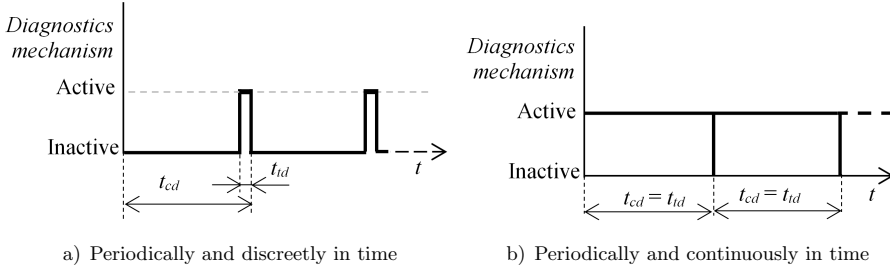 Diagnostics
mechanism
Active
Inactive
t_cd
t_td
t
a) Periodically and discreetly in time
Diagnostics
mechanism
Active
Inactive
t_cd = t_td
t_cd = t_td
t
b) Periodically and continuously in time